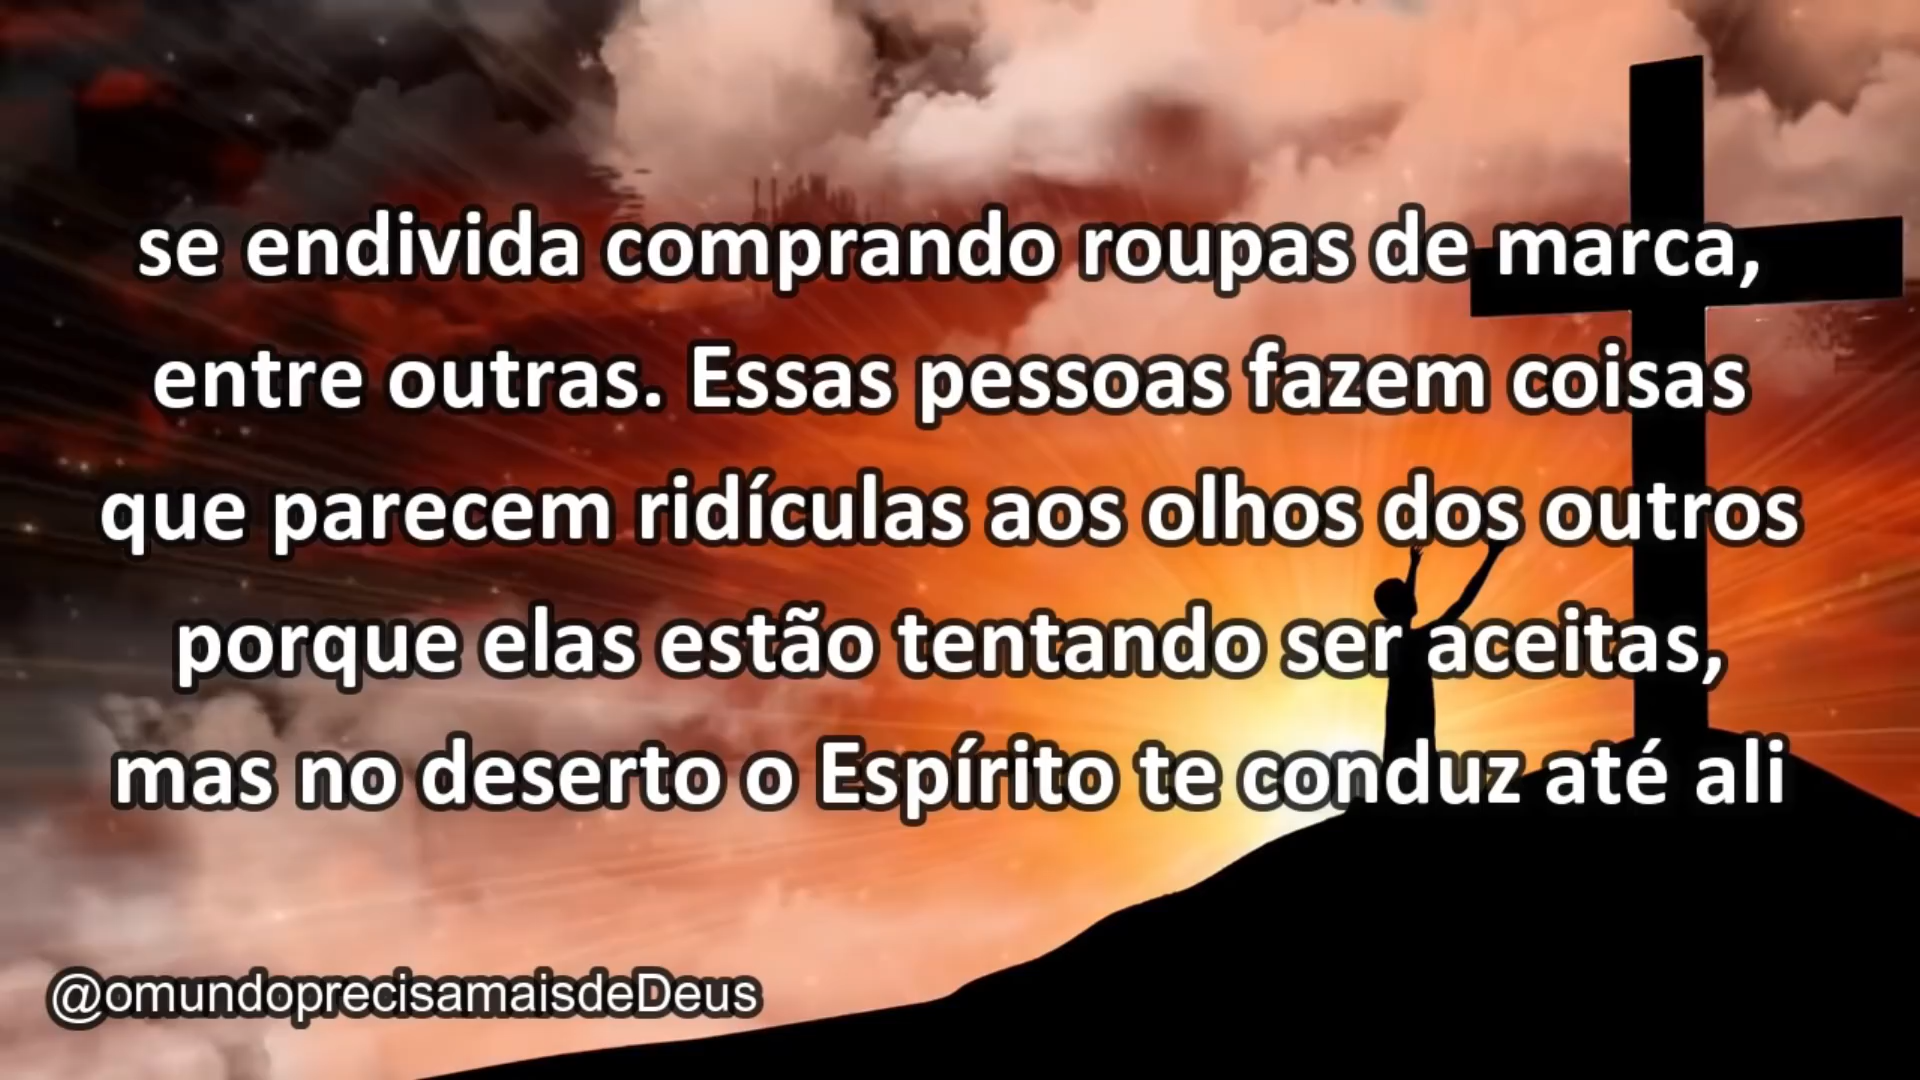 se endivida comprando roupas de marca,
entre outras. Essas pessoas fazem coisas
que parecem ridículas aos olhos dos outros
porque elas estão tentando ser aceitas,
mas no deserto o Espírito te conduz até ali
@omundoprecisamaisdeDeus